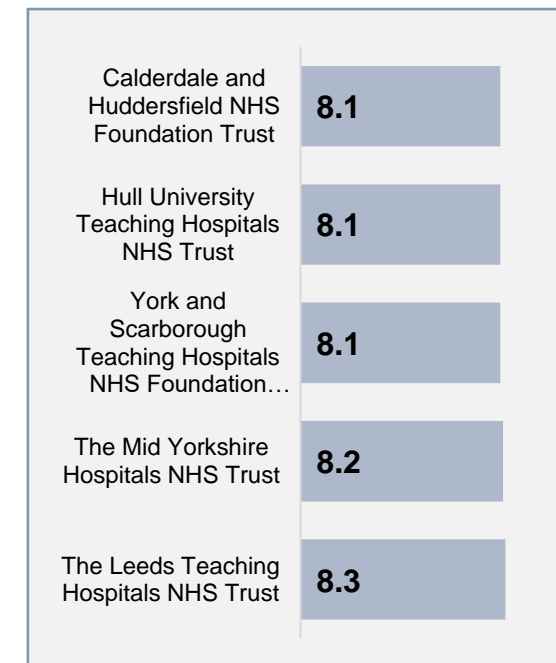 Calderdale and
Huddersfield NHS
Foundation Trust
8.1
Hull University
Teaching Hospitals
NHS Trust
8.1
York and
Scarborough
Teaching Hospitals
NHS Foundation…
8.1
The Mid Yorkshire
Hospitals NHS Trust
8.2
The Leeds Teaching
Hospitals NHS Trust
8.3